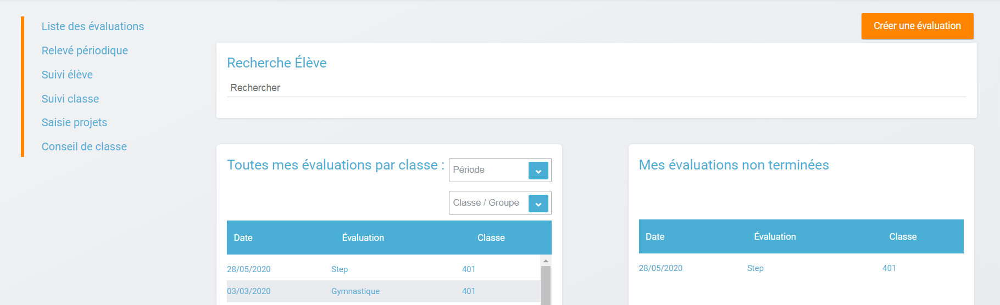 Liste des évaluations
Relevé périodique
Suivi élève
Suivi classe
Saisie projets
Conseil de classe
Créer une évaluation
Recherche Élève
Rechercher
Toutes mes évaluations par classe :
Période
Classe / Groupe
Date Évaluation Classe
28/05/2020 Step 401
03/03/2020 Gymnastique 401
Mes évaluations non terminées
Date Évaluation Classe
28/05/2020 Step 401